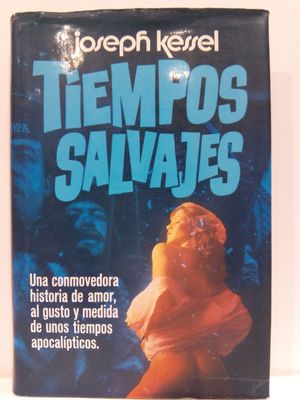 joseph kessel
TIEMPOS
SALVAJES
Una conmovedora
historia de amor,
al gusto y medida
de unos tiempos
apocalípticos.